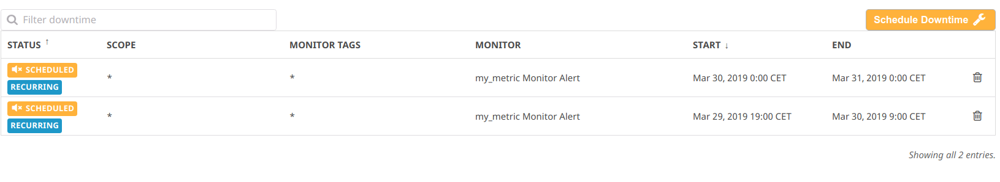 Filter downtime
Schedule Downtime
STATUS ↑ SCOPE MONITOR TAGS MONITOR START ↓ END
SCHEDULED
RECURRING
* * my_metric Monitor Alert Mar 30, 2019 0:00 CET Mar 31, 2019 0:00 CET
SCHEDULED
RECURRING
* * my_metric Monitor Alert Mar 29, 2019 19:00 CET Mar 30, 2019 9:00 CET
Showing all 2 entries.